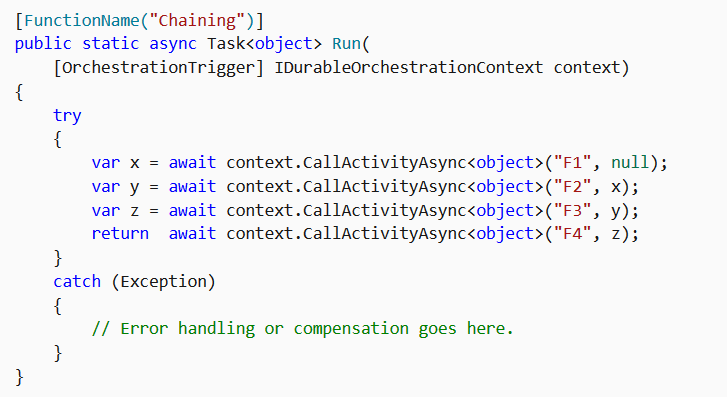 [FunctionName("Chaining")]
public static async Task<object> Run(
    [OrchestrationTrigger] IDurableOrchestrationContext context)
{
    try
    {
        var x = await context.CallActivityAsync<object>("F1", null);
        var y = await context.CallActivityAsync<object>("F2", x);
        var z = await context.CallActivityAsync<object>("F3", y);
        return  await context.CallActivityAsync<object>("F4", z);
    }
    catch (Exception)
    {
        // Error handling or compensation goes here.
    }
}